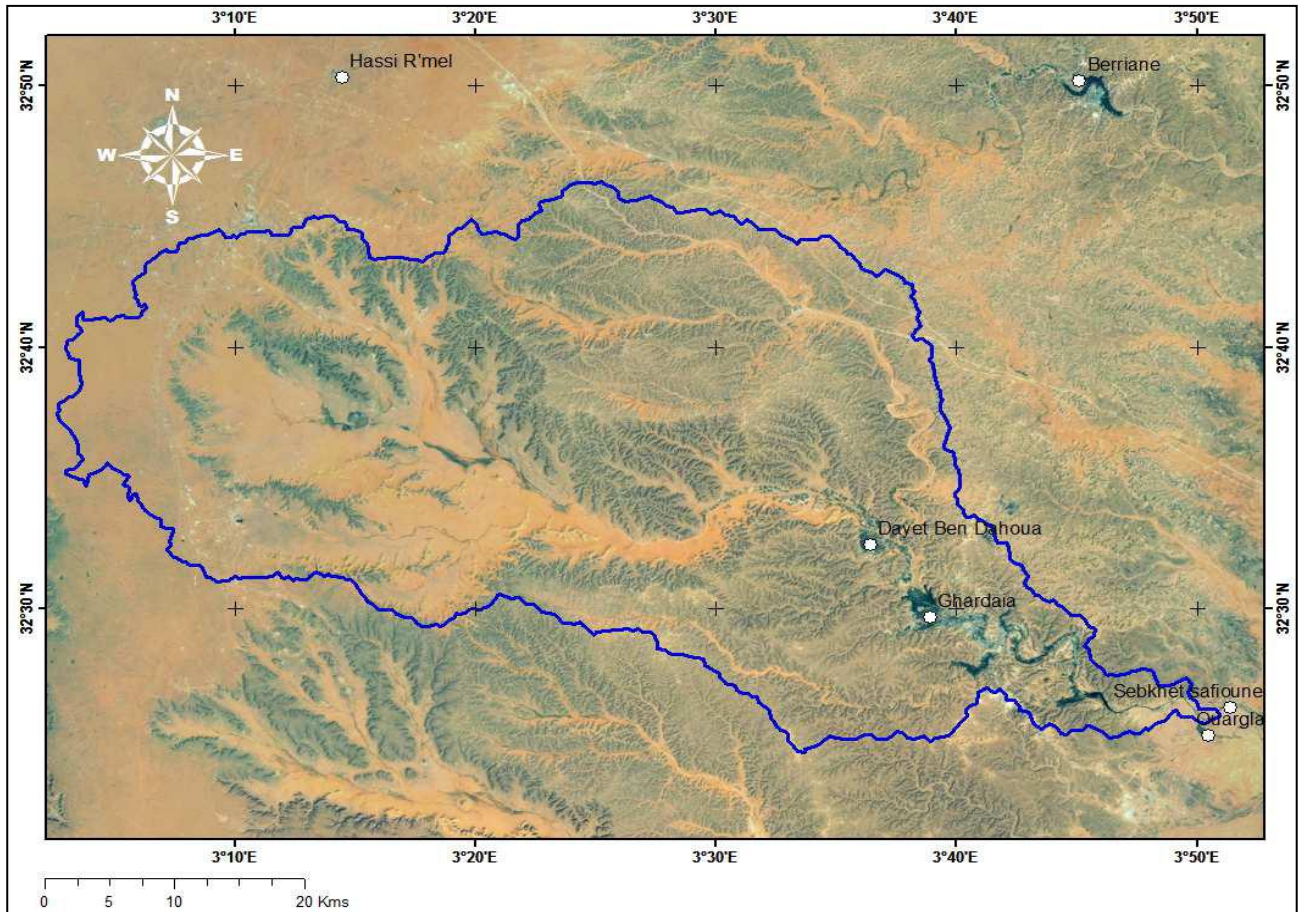 3°10'E 3°20'E 3°30'E 3°40'E 3°50'E
Hassi R'mel
Berriane
32°50'N 32°50'N
N
W E
S
32°40'N 32°40'N
Dayet Ben Dahoua
32°30'N 32°30'N
Ghardaia
Sebkhet safioune
Ouargla
3°10'E 3°20'E 3°30'E 3°40'E 3°50'E
0 5 10 20 Kms